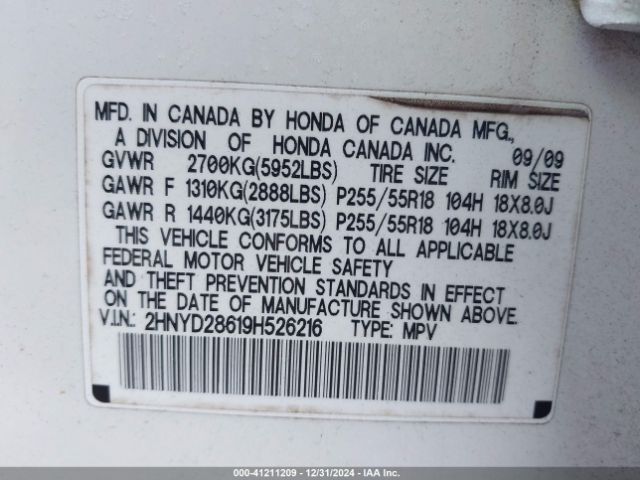 MFD. IN CANADA BY HONDA OF CANADA MFG.,
A DIVISION OF HONDA CANADA INC. 09/09
GVWR 2700KG(5952LBS) TIRE SIZE RIM SIZE
GAWR F 1310KG(2888LBS) P255/55R18 104H 18X8.0J
GAWR R 1440KG(3175LBS) P255/55R18 104H 18X8.0J
THIS VEHICLE CONFORMS TO ALL APPLICABLE
FEDERAL MOTOR VEHICLE SAFETY
AND THEFT PREVENTION STANDARDS IN EFFECT
ON THE DATE OF MANUFACTURE SHOWN ABOVE.
V.I.N.: 2HNYD28619H526216 TYPE: MPV
000-41211209 - 12/31/2024 - IAA Inc.